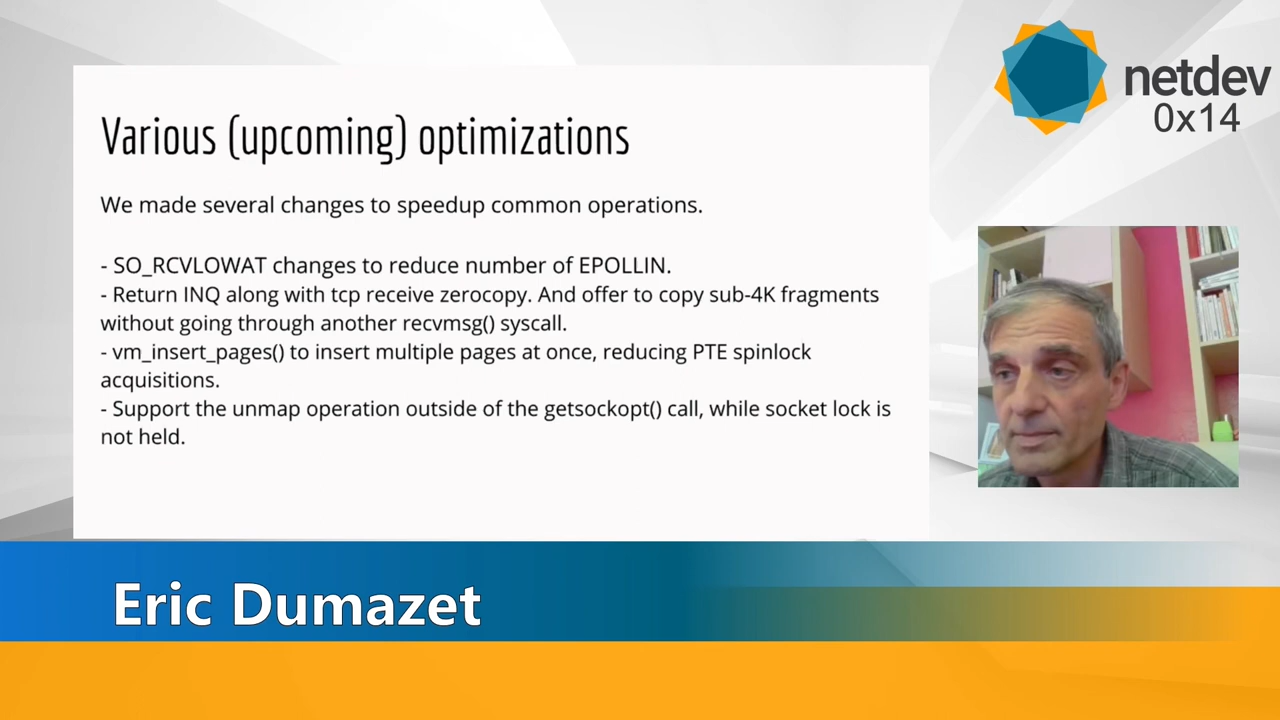 Various (upcoming) optimizations
We made several changes to speedup common operations.
- SO_RCVLOWAT changes to reduce number of EPOLLIN.
- Return INQ along with tcp receive zerocopy. And offer to copy sub-4K fragments
without going through another recvmsg() syscall.
- vm_insert_pages() to insert multiple pages at once, reducing PTE spinlock
acquisitions.
- Support the unmap operation outside of the getsockopt() call, while socket lock is
not held.
netdev
0x14
Eric Dumazet